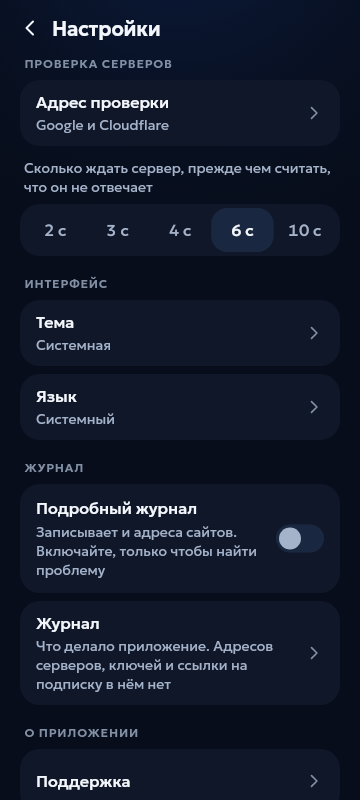 Настройки
ПРОВЕРКА СЕРВЕРОВ
Адрес проверки
Google и Cloudflare
Сколько ждать сервер, прежде чем считать,
что он не отвечает
2 с 3 с 4 с 6 с 10 с
ИНТЕРФЕЙС
Тема
Системная
Язык
Системный
ЖУРНАЛ
Подробный журнал
Записывает и адреса сайтов.
Включайте, только чтобы найти
проблему
Журнал
Что делало приложение. Адресов
серверов, ключей и ссылки на
подписку в нём нет
О ПРИЛОЖЕНИИ
Поддержка